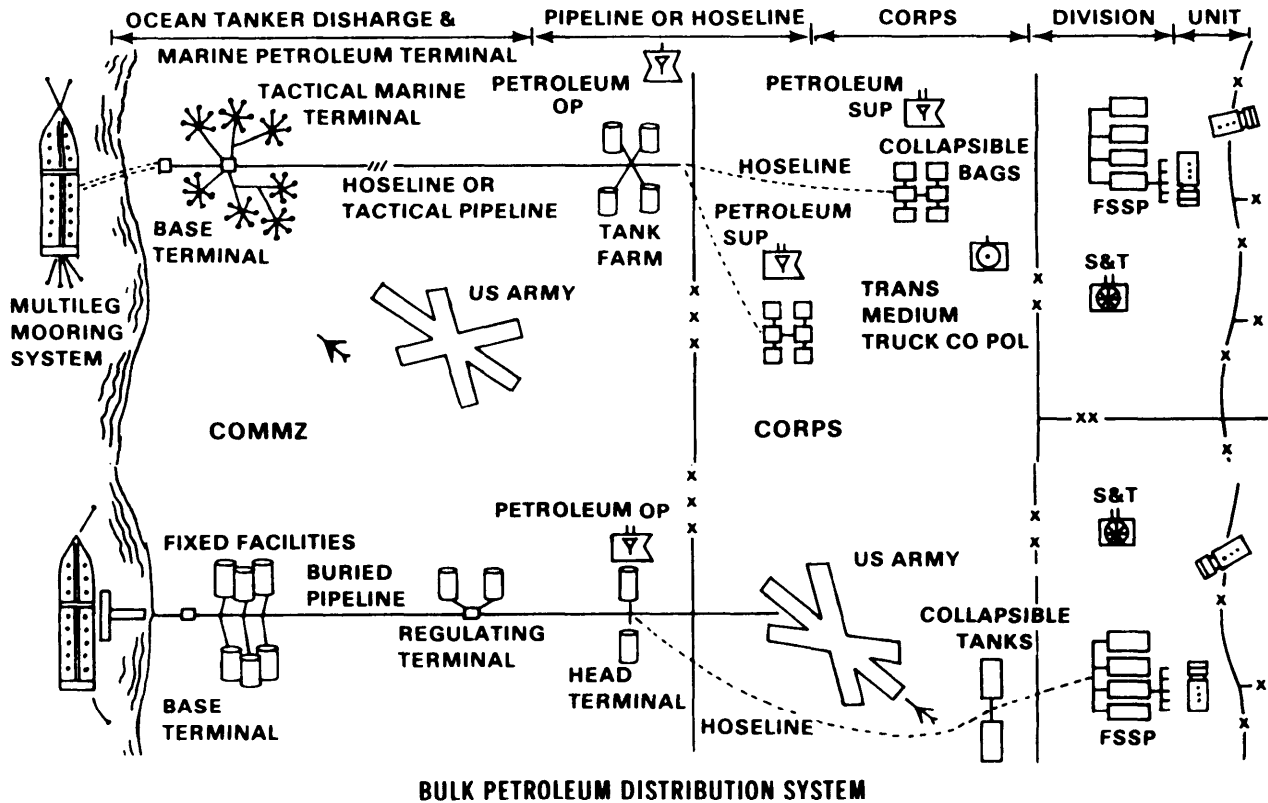 OCEAN TANKER DISHARGE &
MARINE PETROLEUM TERMINAL
PIPELINE OR HOSELINE
CORPS
DIVISION
UNIT
TACTICAL MARINE
TERMINAL
PETROLEUM
OP
PETROLEUM
SUP
COLLAPSIBLE
BAGS
HOSELINE
HOSELINE OR
TACTICAL PIPELINE
BASE
TERMINAL
TANK
FARM
PETROLEUM
SUP
FSSP
MULTILEG
MOORING
SYSTEM
US ARMY
TRANS
MEDIUM
TRUCK CO POL
S&T
x
x
x
x
x
x
x
x
x
x
x
COMMZ
CORPS
xx
x
x
x
x
PETROLEUM OP
S&T
x
x
FIXED FACILITIES
BURIED
PIPELINE
US ARMY
REGULATING
TERMINAL
COLLAPSIBLE
TANKS
x
BASE
TERMINAL
HEAD
TERMINAL
HOSELINE
FSSP
x
x
BULK PETROLEUM DISTRIBUTION SYSTEM